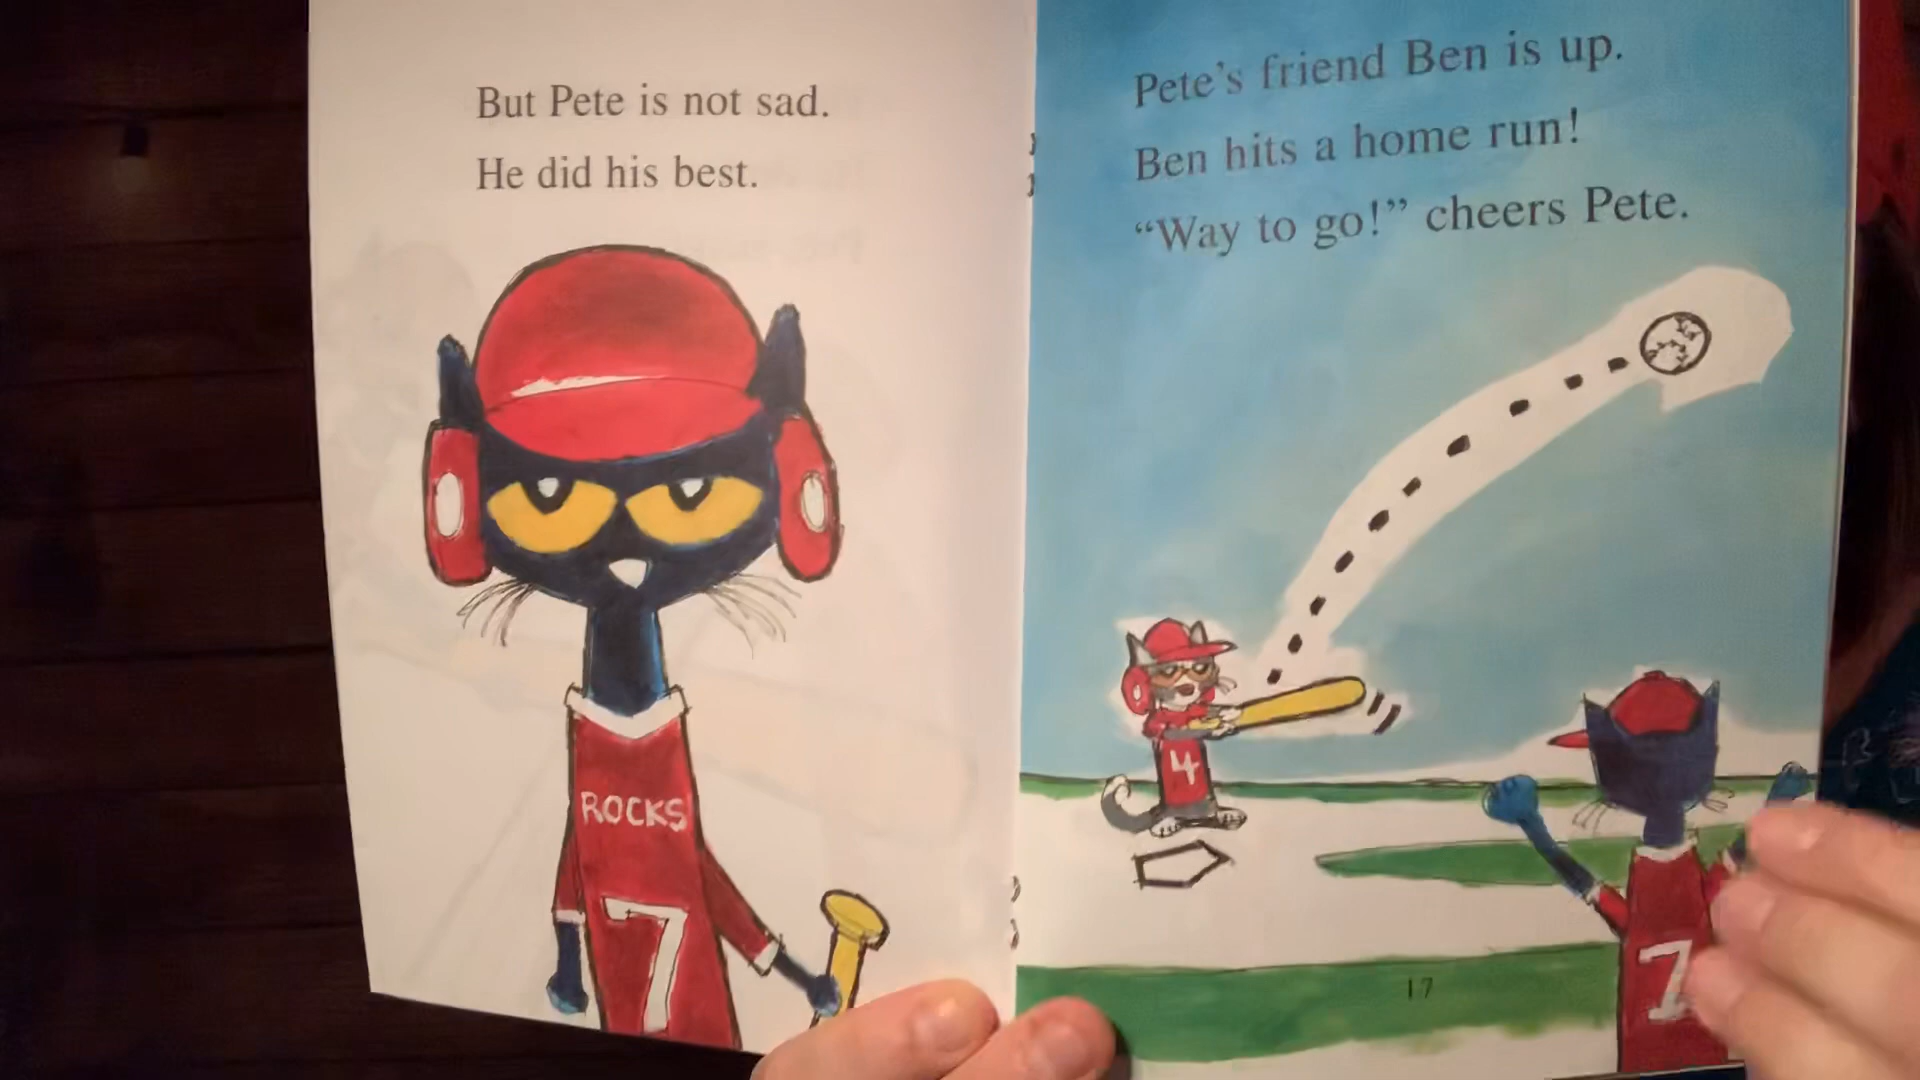 But Pete is not sad.
He did his best.
ROCKS
7
Pete's friend Ben is up.
Ben hits a home run!
“Way to go!” cheers Pete.
4
7
17